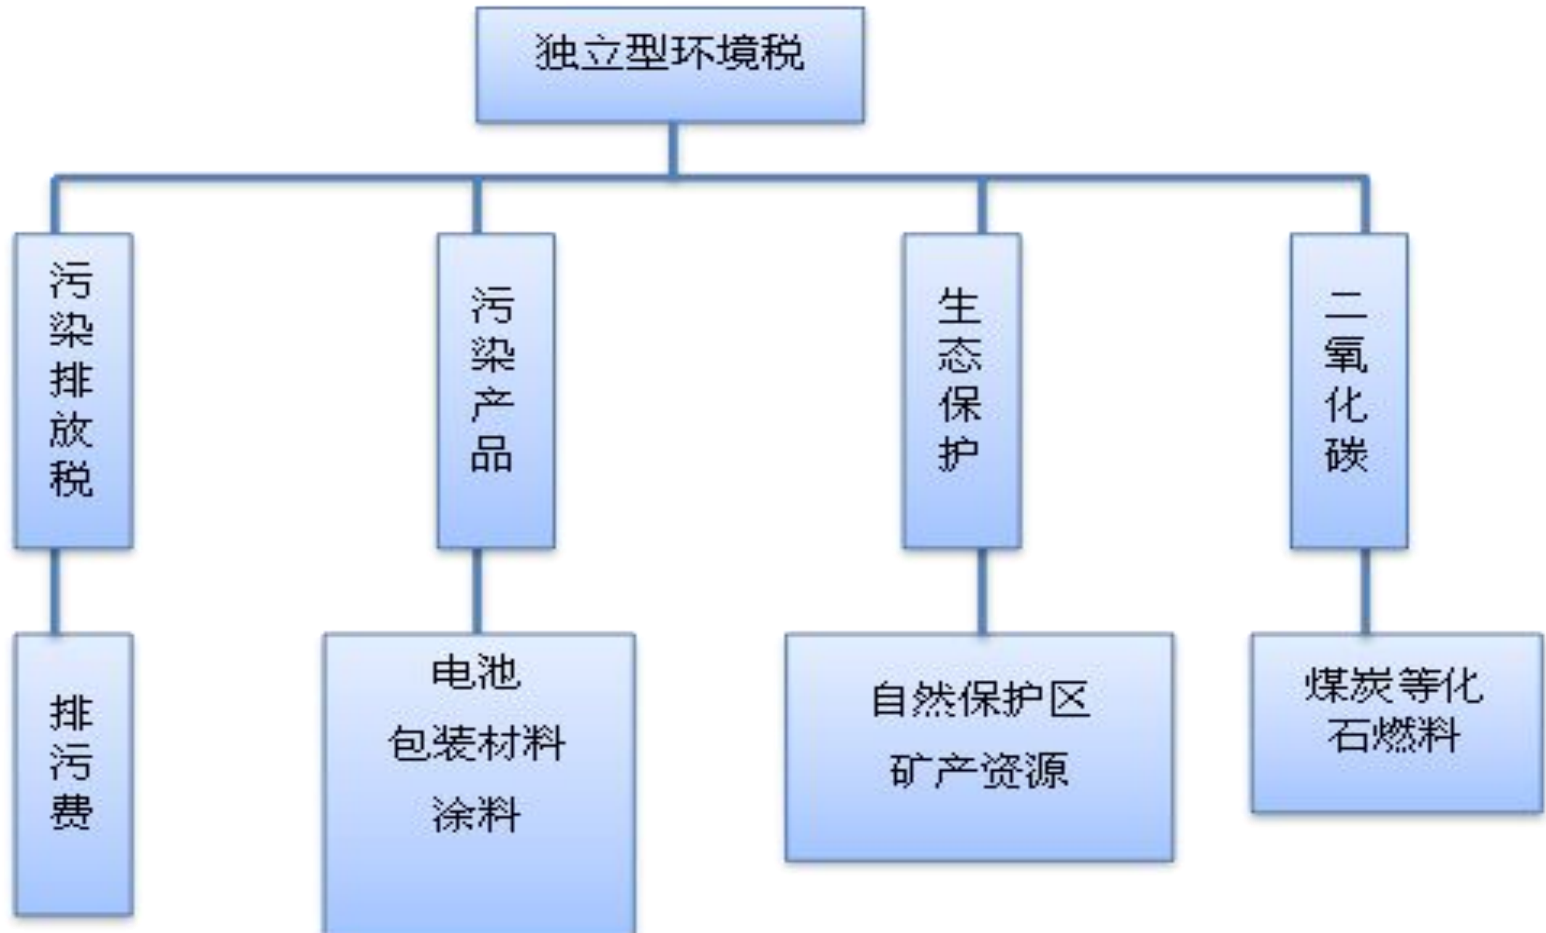 独立型环境税
污染排放税
污染产品
生态保护
二氧化碳
排污费
电池
包装材料
涂料
自然保护区
矿产资源
煤炭等化
石燃料